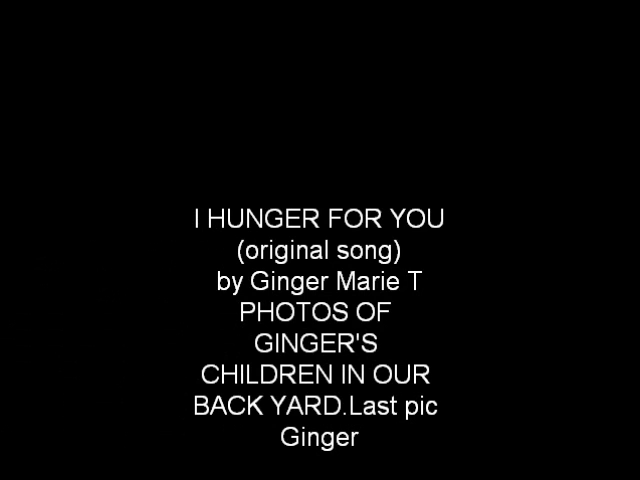 I HUNGER FOR YOU
(original song)
by Ginger Marie T
PHOTOS OF
GINGER'S
CHILDREN IN OUR
BACK YARD.Last pic
Ginger